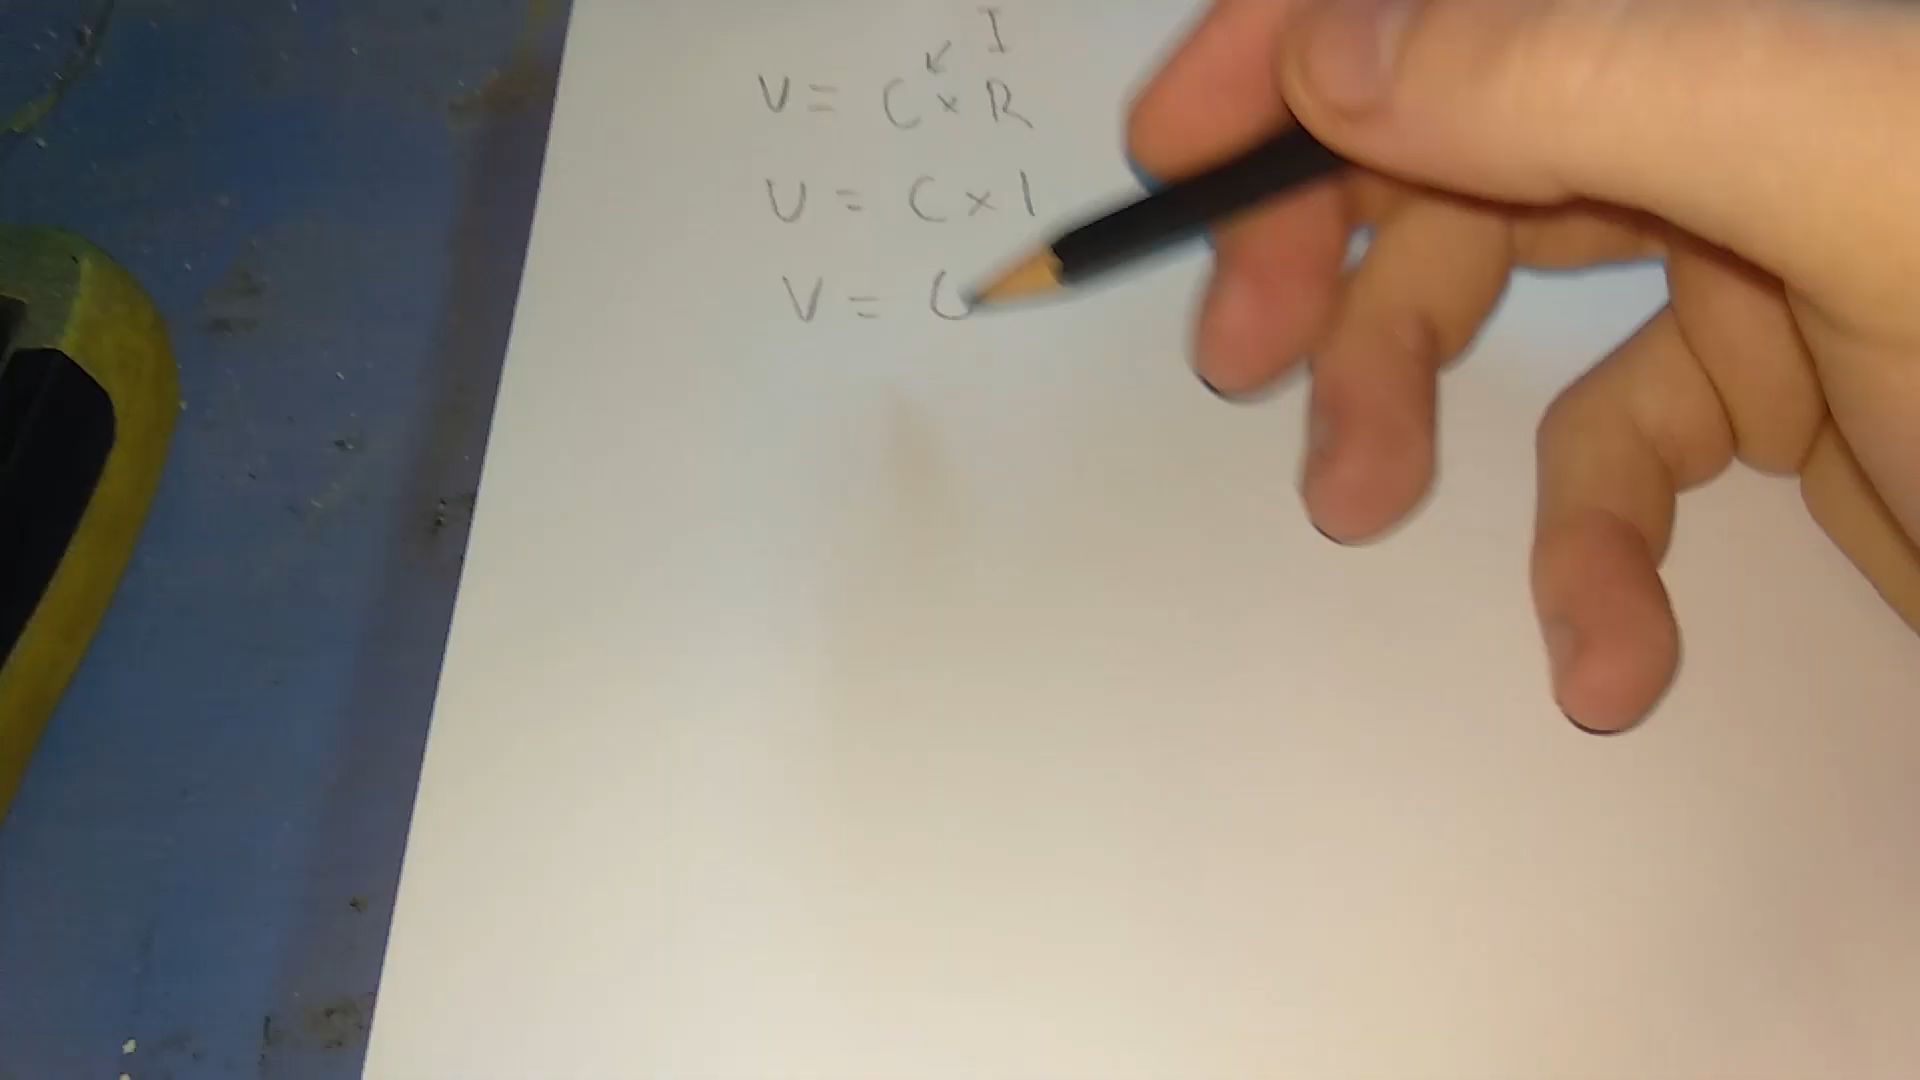 I
V = C × R
V = C × 1
V = C